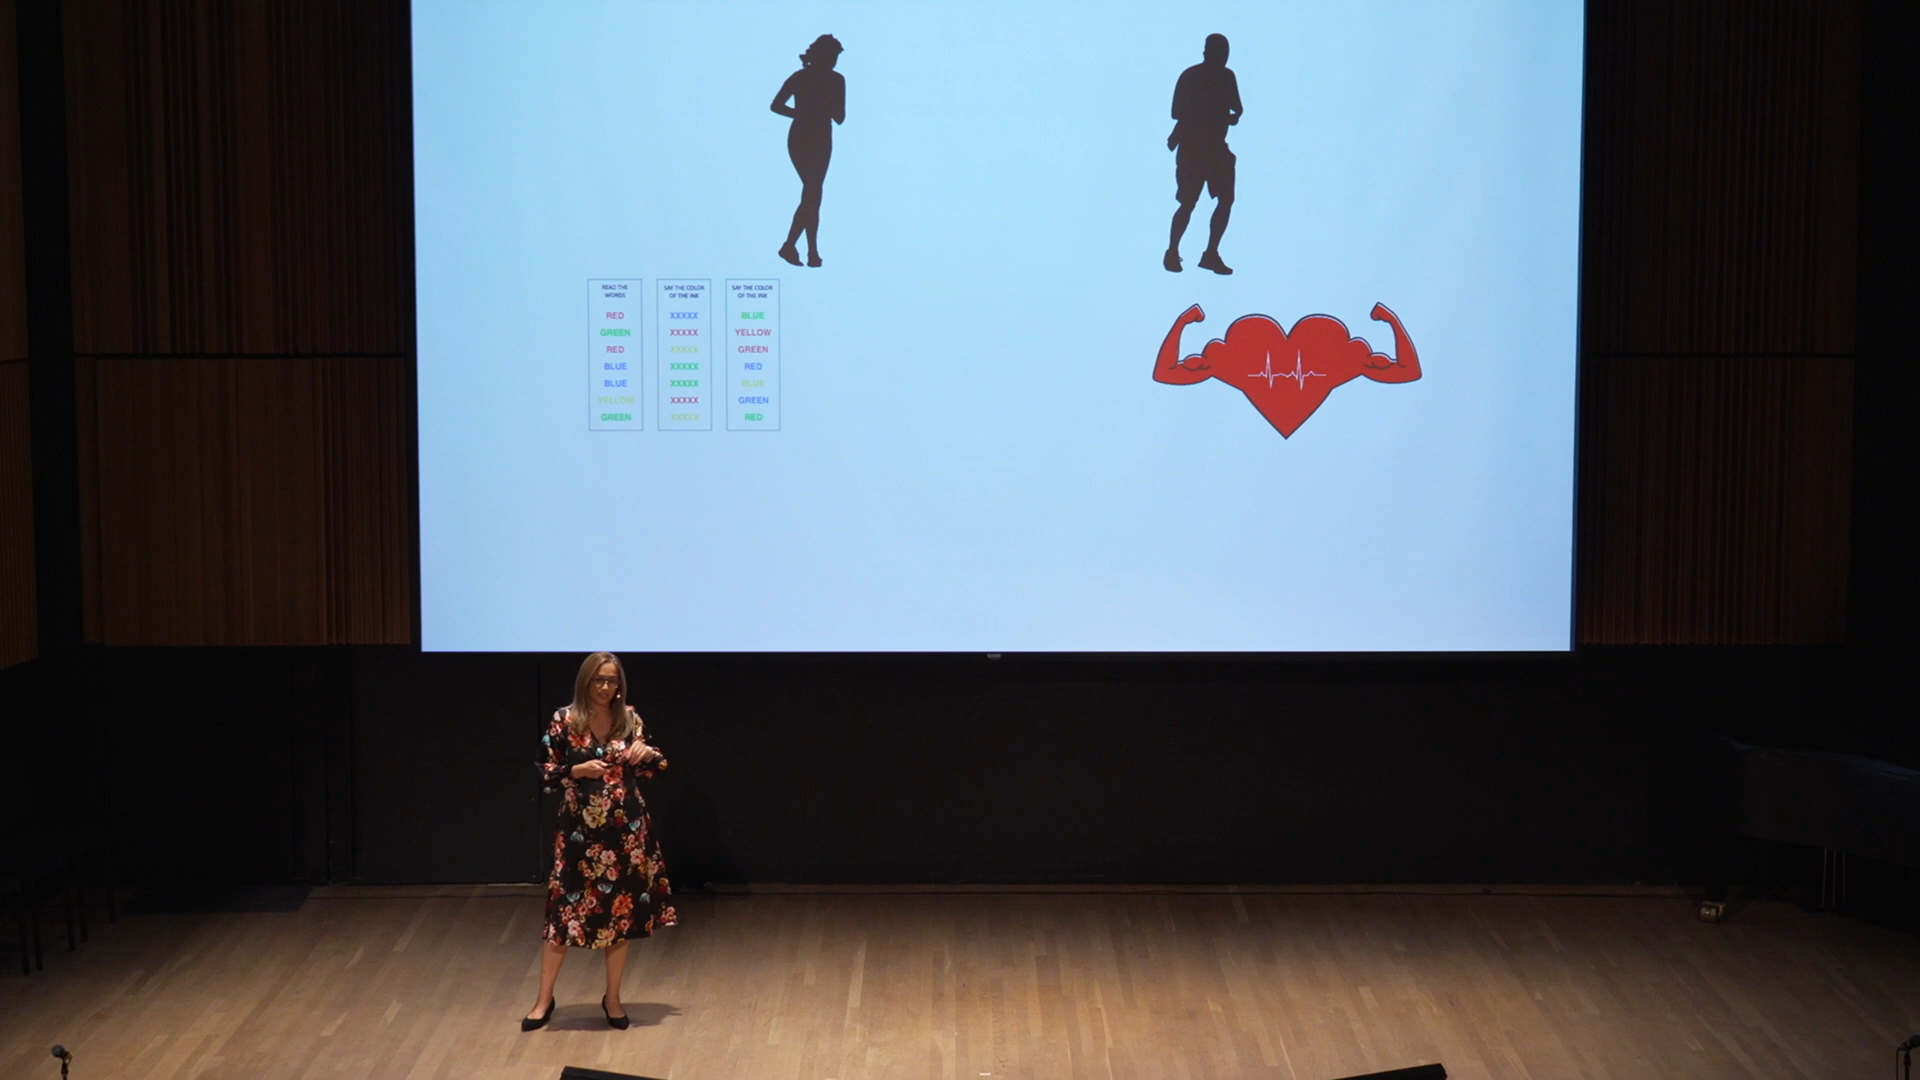 READ THE
WORDS
RED
GREEN
RED
BLUE
BLUE
YELLOW
GREEN
SAY THE COLOR
OF THE INK
XXXXX
XXXXX
XXXXX
XXXXX
XXXXX
XXXXX
XXXXX
SAY THE COLOR
OF THE INK
BLUE
YELLOW
GREEN
RED
BLUE
GREEN
RED